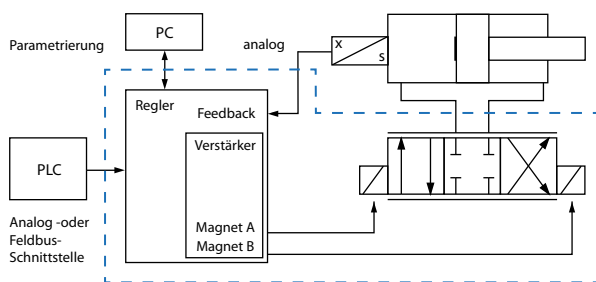 Parametrierung
PC
analog
x
s
Regler
Feedback
Verstärker
PLC
Magnet A
Magnet B
Analog -oder
Feldbus-
Schnittstelle